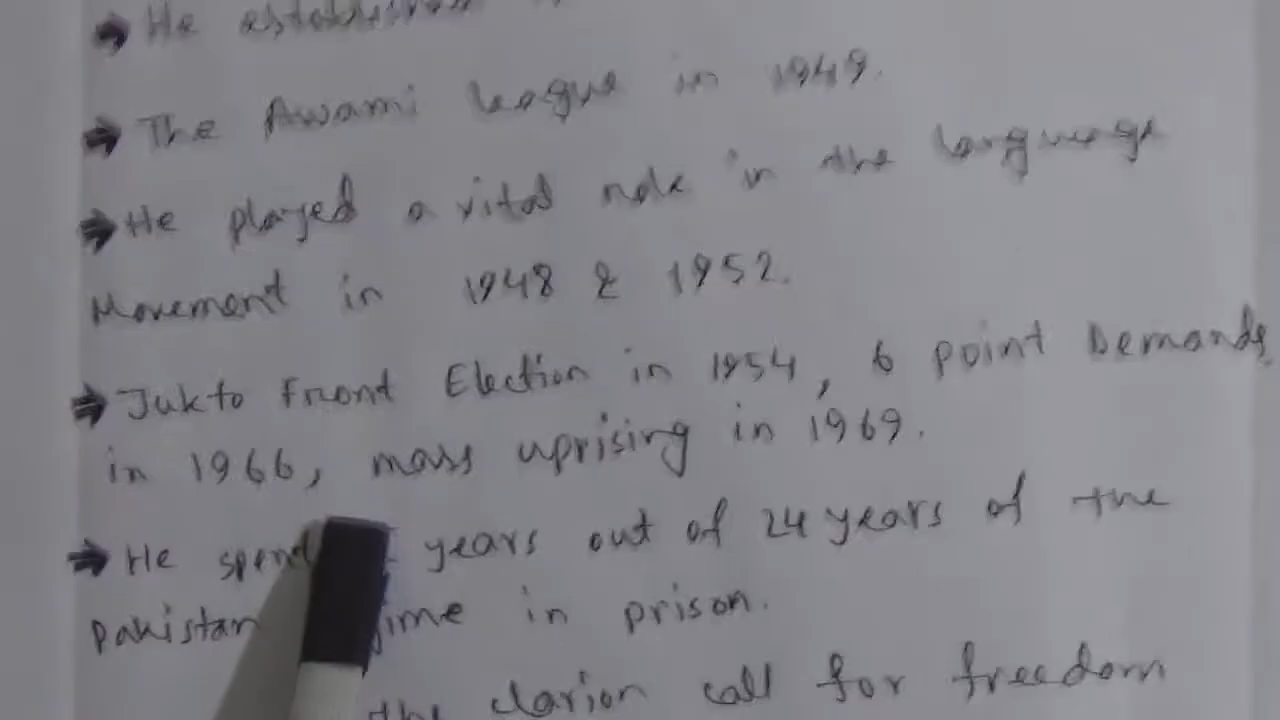 → He
→ The Awami League in 1949.
→ He played a vital role in the language
Movement in 1948 & 1952.
→ Jukto Front Election in 1954, 6 point Demands
in 1966, mass uprising in 1969.
→ He years out of 24 years of the
Pakistan in prison.
the clarion call for freedom